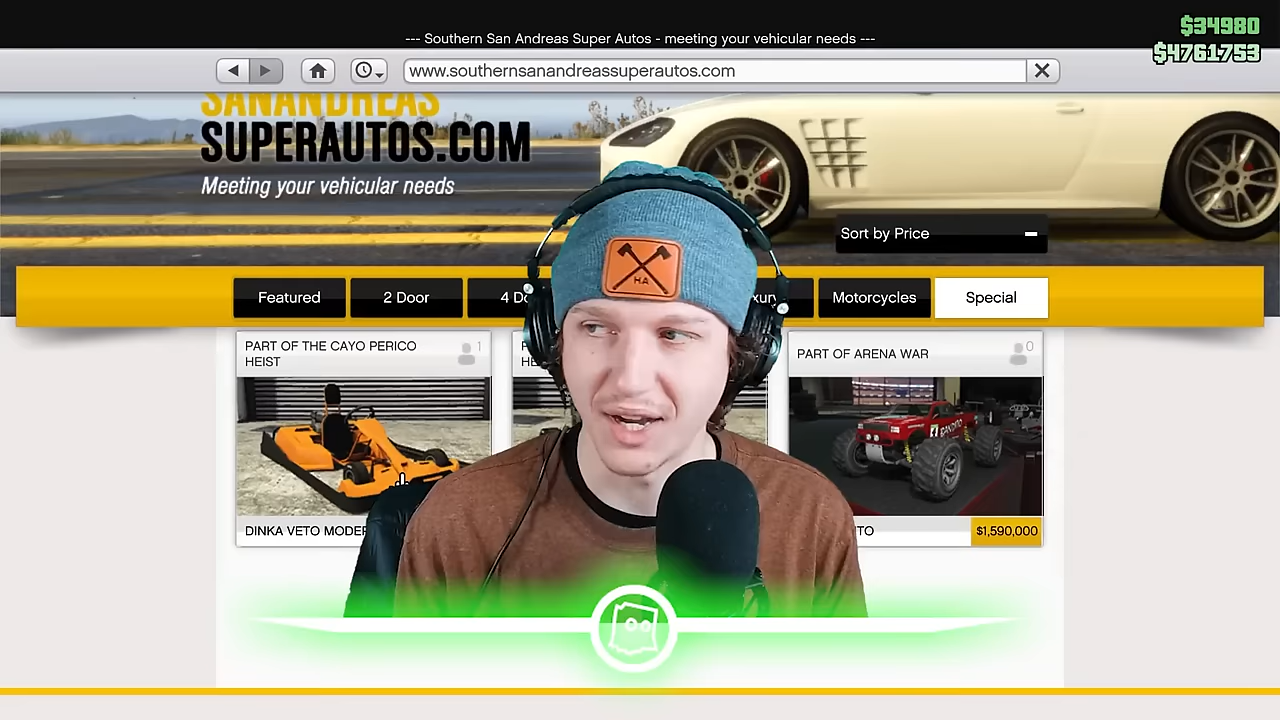 $34980
--- Southern San Andreas Super Autos - meeting your vehicular needs ---
$4761753
www.southernsanandreassuperautos.com
SANANDREAS
SUPERAUTOS.COM
Meeting your vehicular needs
Sort by Price
HA
Featured
2 Door
Motorcycles
Special
PART OF THE CAYO PERICO
HEIST
1
PART OF ARENA WAR
0
DINKA VETO
$1,590,000